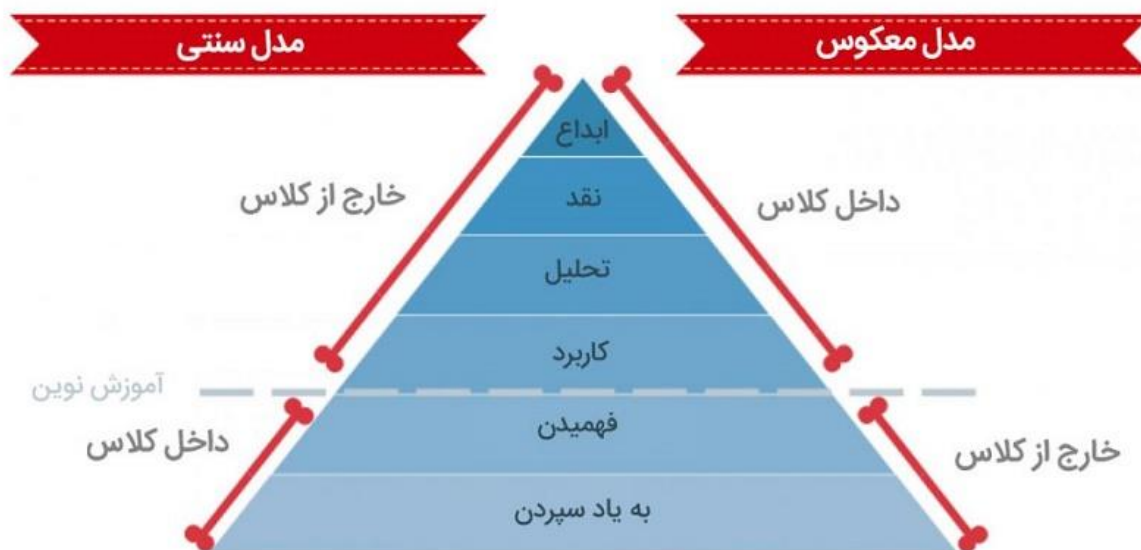 مدل معکوس
مدل سنتی
ابداع
نقد
داخل کلاس
خارج از کلاس
تحلیل
کاربرد
آموزش نوین
فهمیدن
خارج از کلاس
داخل کلاس
به یاد سپردن